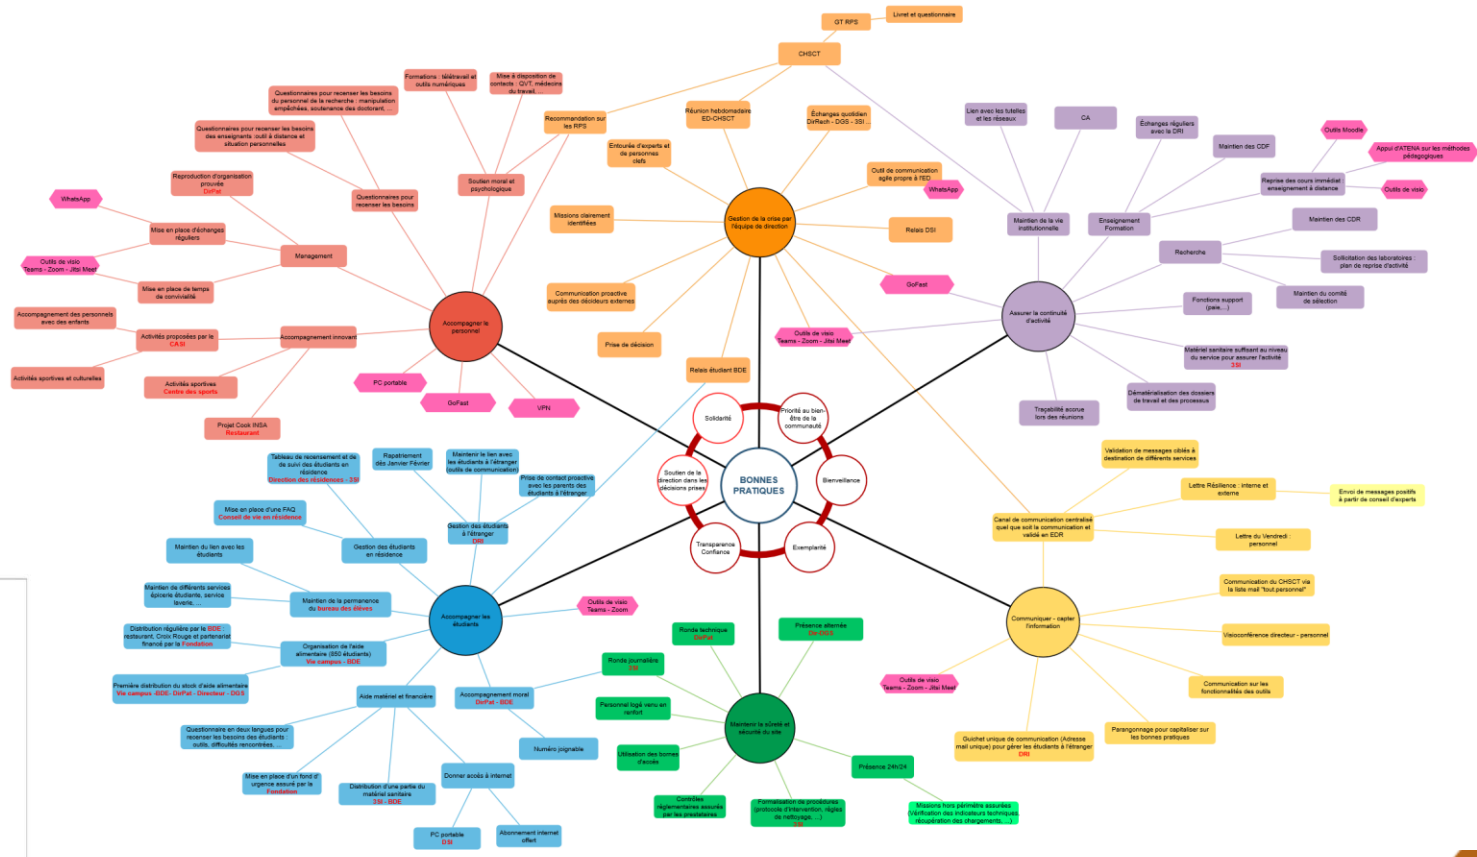 GT RPS
Livret et questionnaire
CHSCT
Recommandation sur
les RPS
Réunion hebdomadaire
ED-CHSCT
Échanges quotidien
DirRech - DGS - 3SI ...
Entourée d'experts et
de personnes
clefs
Outil de communication
agile propre à l'ED
WhatsApp
Missions clairement
identifiées
Gestion de la crise par
l'équipe de direction
Relais DSI
Communication proactive
auprès des décideurs externes
GoFast
Prise de décision
Outils de visio
Teams - Zoom - Jitsi Meet
Relais étudiant BDE
Formations : télétravail et
outils numériques
Mise à disposition de
contacts : QVT, médecins
du travail, ...
Questionnaires pour recenser les besoins
du personnel de la recherche : manipulation
empêchées, soutenance des doctorant, ...
Questionnaires pour recenser les besoins
des enseignants :outil à distance et
situation personnelles
Reproduction d'organisation
prouvée
DirPat
Questionnaires pour
recenser les besoins
Soutien moral et
psychologique
WhatsApp
Mise en place d'échanges
réguliers
Management
Outils de visio
Teams - Zoom - Jitsi Meet
Mise en place de temps
de convivialité
Accompagner le
personnel
Accompagnement des personnels
avec des enfants
Activités proposées par le
CASI
Accompagnement innovant
Activités sportives et culturelles
Activités sportives
Centre des sports
Projet Cook INSA
Restaurant
PC portable
GoFast
VPN
Lien avec les tutelles
et les réseaux
CA
Échanges réguliers
avec la DRI
Maintien des CDF
Outils Moodle
Appui d'ATENA sur les méthodes
pédagogiques
Reprise des cours immédiat :
enseignement à distance
Outils de visio
Maintien de la vie
institutionnelle
Enseignement
Formation
Maintien des CDR
Recherche
Sollicitation des laboratoires :
plan de reprise d'activité
Maintien du comité
de sélection
Assurer la continuité
d'activité
Fonctions support
(paie,...)
Matériel sanitaire suffisant au niveau
du service pour assurer l'activité
3SI
Dématérialisation des dossiers
de travail et des processus
Traçabilité accrue
lors des réunions
Solidarité
Priorité au bien-
être de la
communauté
Soutien de la
direction dans les
décisions prises
BONNES
PRATIQUES
Bienveillance
Transparence
Confiance
Exemplarité
Tableau de recensement et de
de suivi des étudiants en
résidence
Direction des résidences - 3SI
Rapatriement
dès Janvier Février
Maintenir le lien avec
les étudiants à l'étranger
(outils de communication)
Prise de contact proactive
avec les parents des
étudiants à l'étranger
Mise en place d'une FAQ
Conseil de vie en résidence
Gestion des étudiants
à l'étranger
DRI
Gestion des étudiants
en résidence
Maintien du lien avec les
étudiants
Maintien de différents services
épicerie étudiante, service
laverie, ...
Maintien de la permanence
du bureau des élèves
Accompagner les
étudiants
Outils de visio
Teams - Zoom
Distribution régulière par le BDE :
restaurant, Croix Rouge et partenariat
financé par la Fondation
Organisation de l'aide
alimentaire (850 étudiants)
Vie campus - BDE
Première distribution du stock d'aide alimentaire
Vie campus -BDE- DirPat - Directeur - DGS
Aide matériel et financière
Accompagnement moral
DirPat - BDE
Questionnaire en deux langues pour
recenser les besoins des étudiants :
outils, difficultés rencontrées, ...
Numéro joignable
Mise en place d'un fond d'
urgence assuré par la
Fondation
Distribution d'une partie du
matériel sanitaire
3SI - BDE
Donner accès à internet
PC portable
DSI
Abonnement internet
offert
Ronde technique
DirPat
Présence alternée
Dir-DGS
Ronde journalière
3SI
Personnel logé venu en
renfort
Maintenir la sûreté et
sécurité du site
Utilisation des bornes
d'accès
Présence 24h/24
Contrôles
réglementaires assurés
par les prestataires
Formalisation de procédures
(protocole d'intervention, règles,
de nettoyage, ...)
3SI
Missions hors périmètre assurées
(Vérification des indicateurs techniques,
récupération des chargements, ...)
Validation de messages ciblés à
destination de différents services
Lettre Résilience : interne et
externe
Envoi de messages positifs
à partir de conseil d'experts
Canal de communication centralisé
quel que soit la communication et
validé en EDR
Lettre du Vendredi :
personnel
Communication du CHSCT via
la liste mail "tout personnel"
Communiquer - capter
l'information
Visioconférence directeur - personnel
Outils de visio
Teams - Zoom - Jitsi Meet
Communication sur les
fonctionnalités des outils
Guichet unique de communication (Adresse
mail unique) pour gérer les étudiants à l'étranger
DRI
Parangonnage pour capitaliser sur
les bonnes pratiques